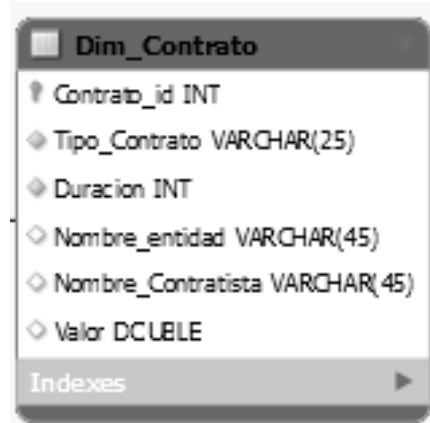 Dim_Contrato
Contrato_id INT
Tipo_Contrato VARCHAR(25)
Duracion INT
Nombre_entidad VARCHAR(45)
Nombre_Contratista VARCHAR(45)
Valor DOUBLE
Indexes